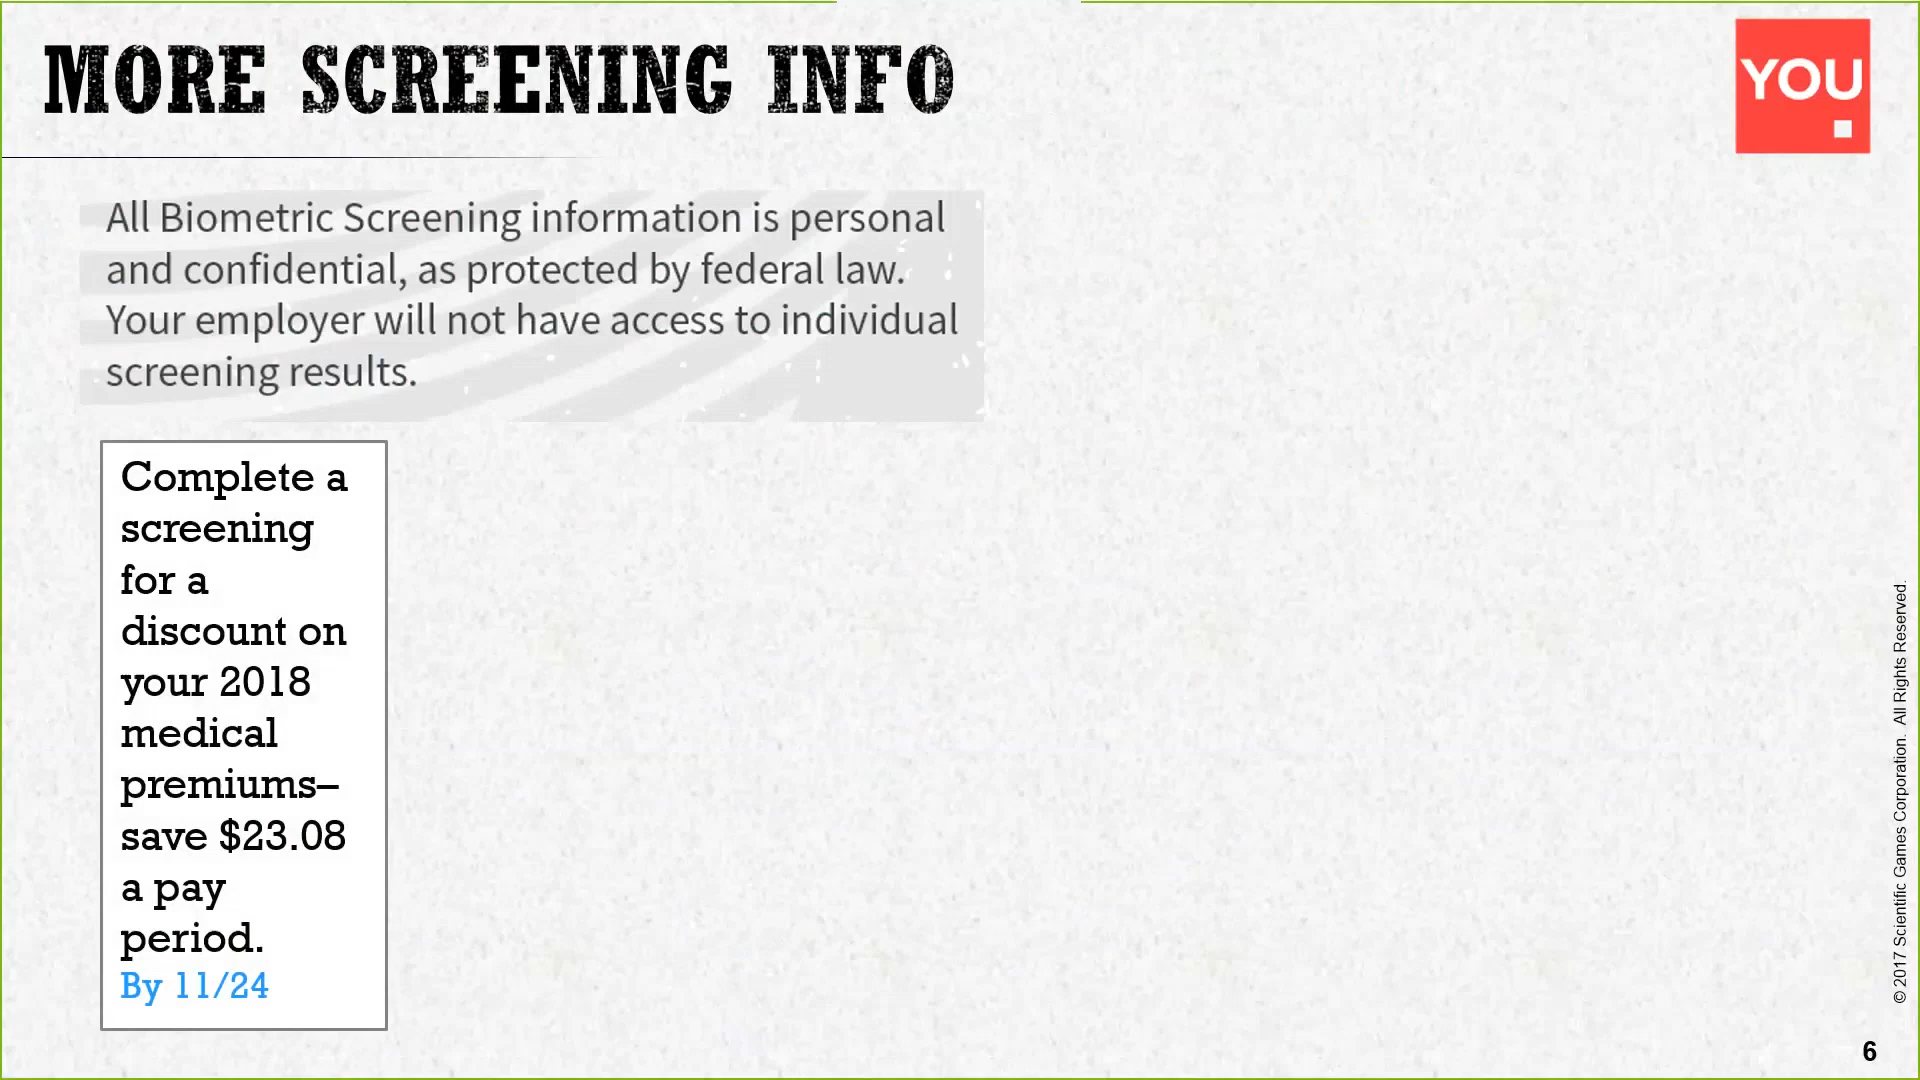 MORE SCREENING INFO
YOU
All Biometric Screening information is personal
and confidential, as protected by federal law.
Your employer will not have access to individual
screening results.
Complete a
screening
for a
discount on
your 2018
medical
premiums–
save $23.08
a pay
period.
By 11/24
© 2017 Scientific Games Corporation. All Rights Reserved.
6